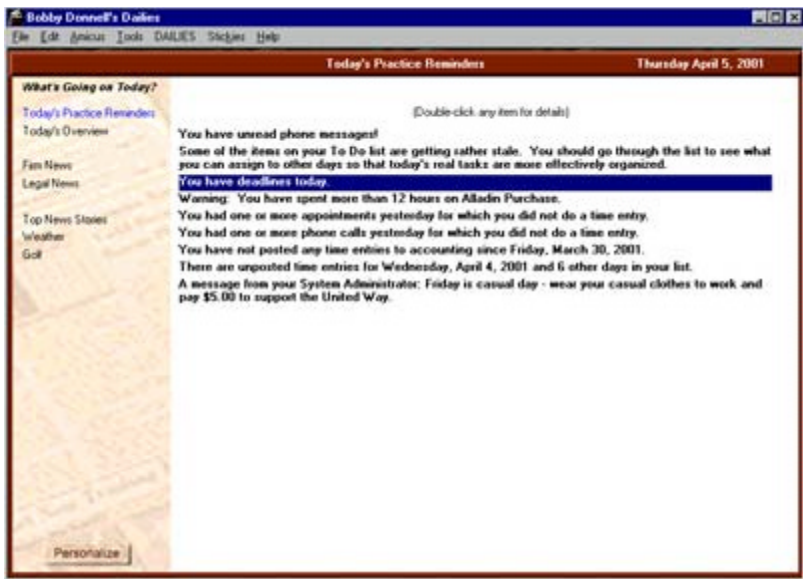 Bobby Donnell's Dailies
File Edit Amicus Tools DAILIES Stickies Help
Today's Practice Reminders Thursday April 5, 2001
What's Going on Today?
Today's Practice Reminders
Today's Overview
Firm News
Legal News
Top News Stories
Weather
Golf
Personalize
(Double-click any item for details)
You have unread phone messages!
Some of the items on your To Do list are getting rather stale. You should go through the list to see what
you can assign to other days so that today's real tasks are more effectively organized.
You have deadlines today.
Warning: You have spent more than 12 hours on Alladin Purchase.
You had one or more appointments yesterday for which you did not do a time entry.
You had one or more phone calls yesterday for which you did not do a time entry.
You have not posted any time entries to accounting since Friday, March 30, 2001.
There are unposted time entries for Wednesday, April 4, 2001 and 6 other days in your list.
A message from your System Administrator: Friday is casual day - wear your casual clothes to work and
pay $5.00 to support the United Way.